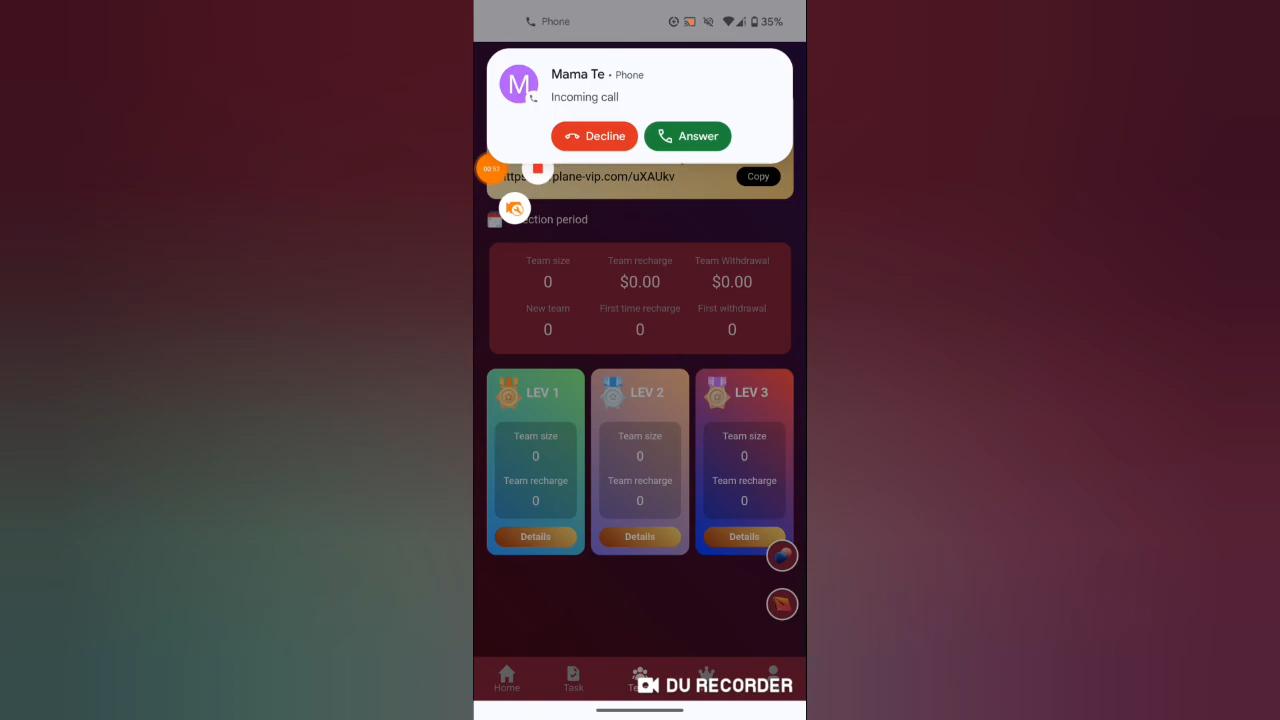 Phone
35%
Mama Te • Phone
Incoming call
Decline
Answer
00:52
plane-vip.com/uXAUkv
Copy
ction period
Team size
Team recharge
Team Withdrawal
0
$0.00
$0.00
New team
First time recharge
First withdrawal
0
0
0
LEV 1
LEV 2
LEV 3
Team size
Team size
Team size
0
0
0
Team recharge
Team recharge
Team recharge
0
0
0
Details
Details
Details
Home
Task
DU RECORDER